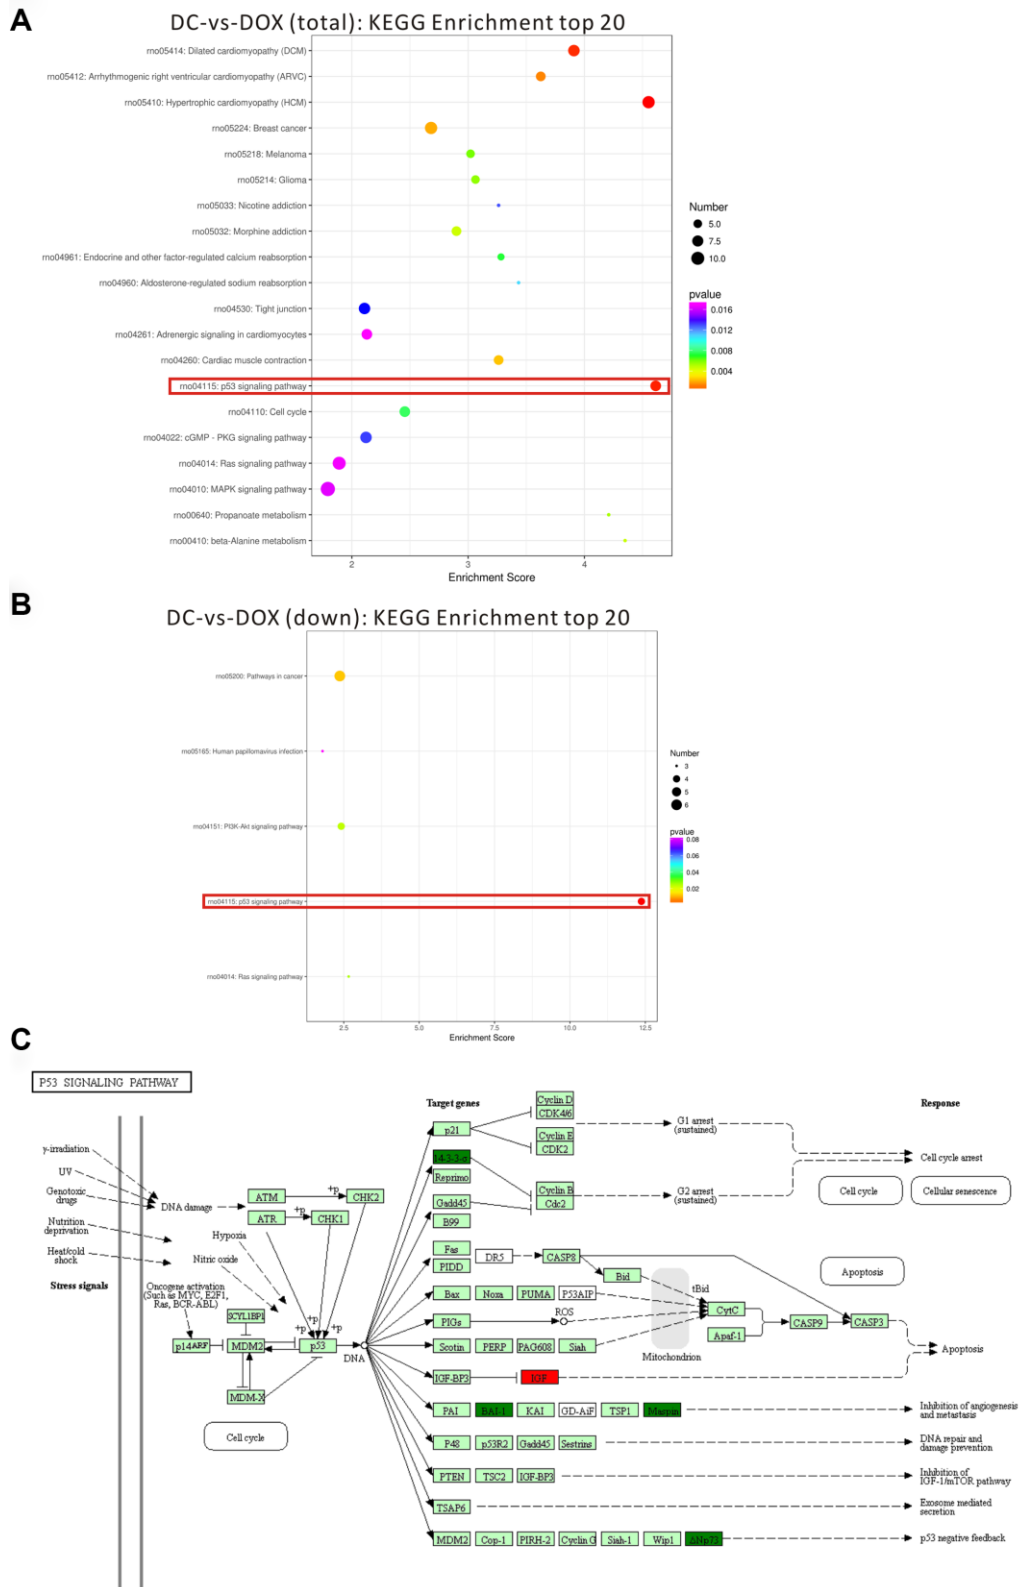 A
DC-vs-DOX (total): KEGG Enrichment top 20
rno05414: Dilated cardiomyopathy (DCM)
rno05412: Arrhythmogenic right ventricular cardiomyopathy (ARVC)
rno05410: Hypertrophic cardiomyopathy (HCM)
rno05224: Breast cancer
rno05218: Melanoma
rno05214: Glioma
rno05033: Nicotine addiction
rno05032: Morphine addiction
rno04961: Endocrine and other factor-regulated calcium reabsorption
rno04960: Aldosterone-regulated sodium reabsorption
rno04530: Tight junction
rno04261: Adrenergic signaling in cardiomyocytes
rno04260: Cardiac muscle contraction
rno04115: p53 signaling pathway
rno04110: Cell cycle
rno04022: cGMP - PKG signaling pathway
rno04014: Ras signaling pathway
rno04010: MAPK signaling pathway
rno00640: Propanoate metabolism
rno00410: beta-Alanine metabolism
2 3 4
Enrichment Score
Number
5.0
7.5
10.0
pvalue
0.016
0.012
0.008
0.004
B
DC-vs-DOX (down): KEGG Enrichment top 20
rno05200: Pathways in cancer
rno05165: Human papillomavirus infection
rno04151: PI3K-Akt signaling pathway
rno04115: p53 signaling pathway
rno04014: Ras signaling pathway
2.5 5.0 7.5 10.0 12.5
Enrichment Score
Number
3
4
5
6
pvalue
0.08
0.06
0.04
0.02
C
P53 SIGNALING PATHWAY
Target genes
Response
γ-irradiation
UV
Genotoxic
drugs
Nutrition
deprivation
Heat/cold
shock
Stress signals
DNA damage
ATM +p CHK2
ATR +p CHK1
Hypoxia
Nitric oxide
Oncogene activation
(Such as MYC, E2F1,
Ras, BCR-ABL)
+p
+p +p
SCYL1BP1
p14ARF MDM2 p53
DNA
MDM-X
Cell cycle
p21
Cyclin D
CDK4/6
Cyclin E
CDK2
G1 arrest
(sustained)
14-3-3-σ
Reprimo
Gadd45
B99
Cyclin B
Cdc2
G2 arrest
(sustained)
Cell cycle arrest
Cell cycle
Cellular senescence
Fas
PIDD
DR5 CASP8
Bid
tBid
Apoptosis
Bax Noxa PUMA P53AIP
PIGs ROS
CytC
Apaf-1
CASP9 CASP3
Scotin PERP PAG608 Siah
Mitochondrion
Apoptosis
IGF-BP3 IGF
PAI BAI-1 KAI GD-AiF TSP1 Maspin
Inhibition of angiogenesis
and metastasis
P48 p53R2 Gadd45 Sestrins
DNA repair and
damage prevention
PTEN TSC2 IGF-BP3
Inhibition of
IGF-1/mTOR pathway
TSAP6
Exosome mediated
secretion
MDM2 Cop-1 PIRH-2 Cyclin G Siah-1 Wip1 ΔNp73
p53 negative feedback